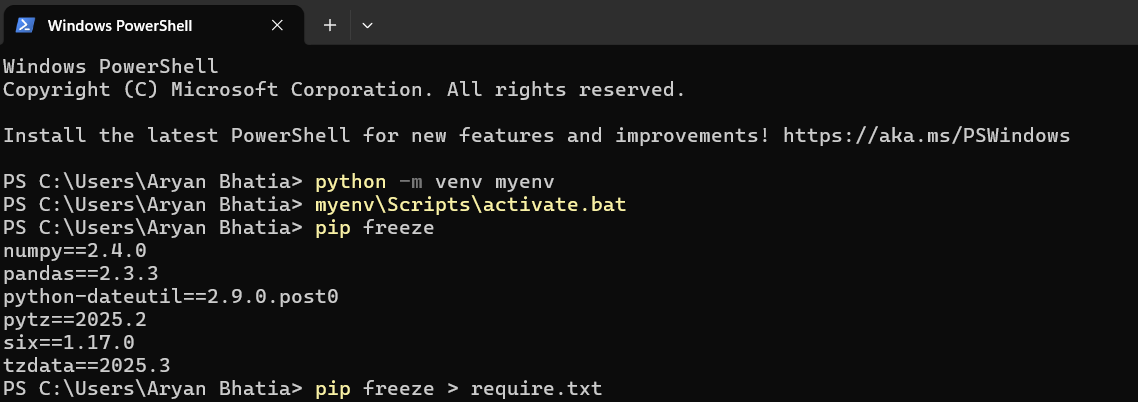 Windows PowerShell
Windows PowerShell
Copyright (C) Microsoft Corporation. All rights reserved.
Install the latest PowerShell for new features and improvements! https://aka.ms/PSWindows
PS C:\Users\Aryan Bhatia> python -m venv myenv
PS C:\Users\Aryan Bhatia> myenv\Scripts\activate.bat
PS C:\Users\Aryan Bhatia> pip freeze
numpy==2.4.0
pandas==2.3.3
python-dateutil==2.9.0.post0
pytz==2025.2
six==1.17.0
tzdata==2025.3
PS C:\Users\Aryan Bhatia> pip freeze > require.txt